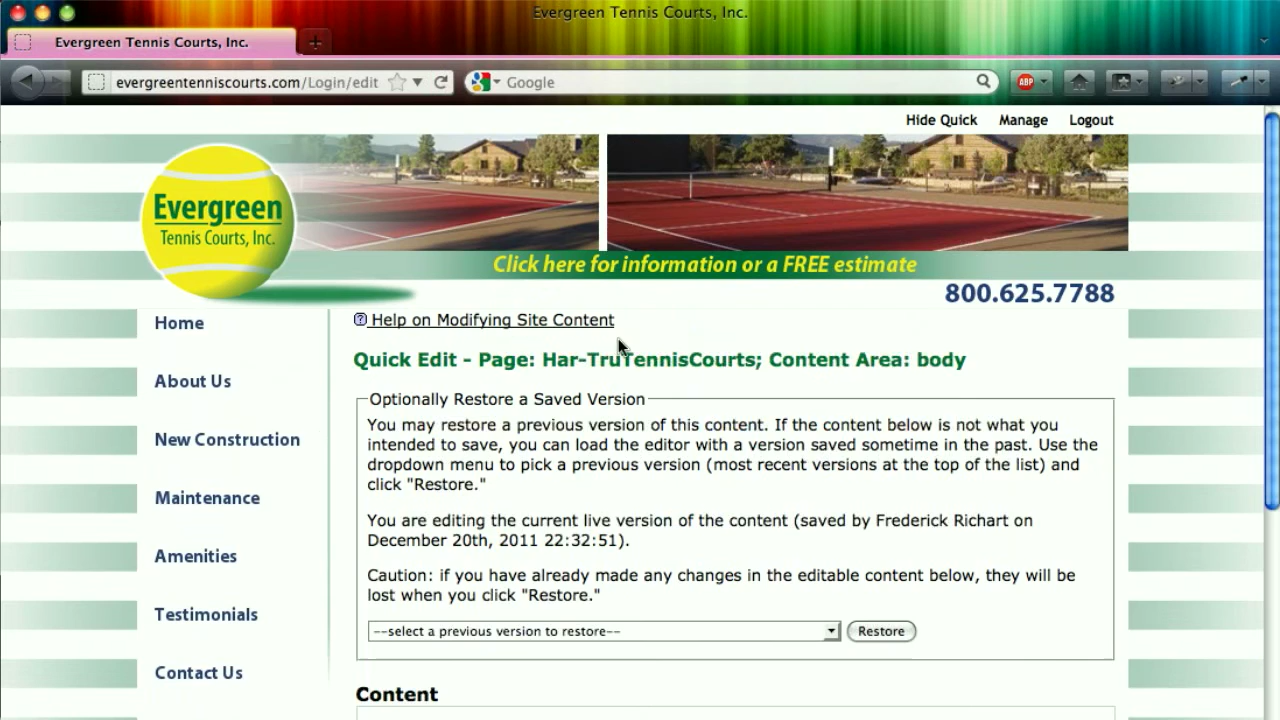 Evergreen Tennis Courts, Inc.
Evergreen Tennis Courts, Inc.
evergreentenniscourts.com/Login/edit
Google
ABP
Hide Quick Manage Logout
Evergreen
Tennis Courts, Inc.
Click here for information or a FREE estimate
800.625.7788
Home
About Us
New Construction
Maintenance
Amenities
Testimonials
Contact Us
Help on Modifying Site Content
Quick Edit - Page: Har-TruTennisCourts; Content Area: body
Optionally Restore a Saved Version
You may restore a previous version of this content. If the content below is not what you
intended to save, you can load the editor with a version saved sometime in the past. Use the
dropdown menu to pick a previous version (most recent versions at the top of the list) and
click "Restore."
You are editing the current live version of the content (saved by Frederick Richart on
December 20th, 2011 22:32:51).
Caution: if you have already made any changes in the editable content below, they will be
lost when you click "Restore."
--select a previous version to restore-- Restore
Content